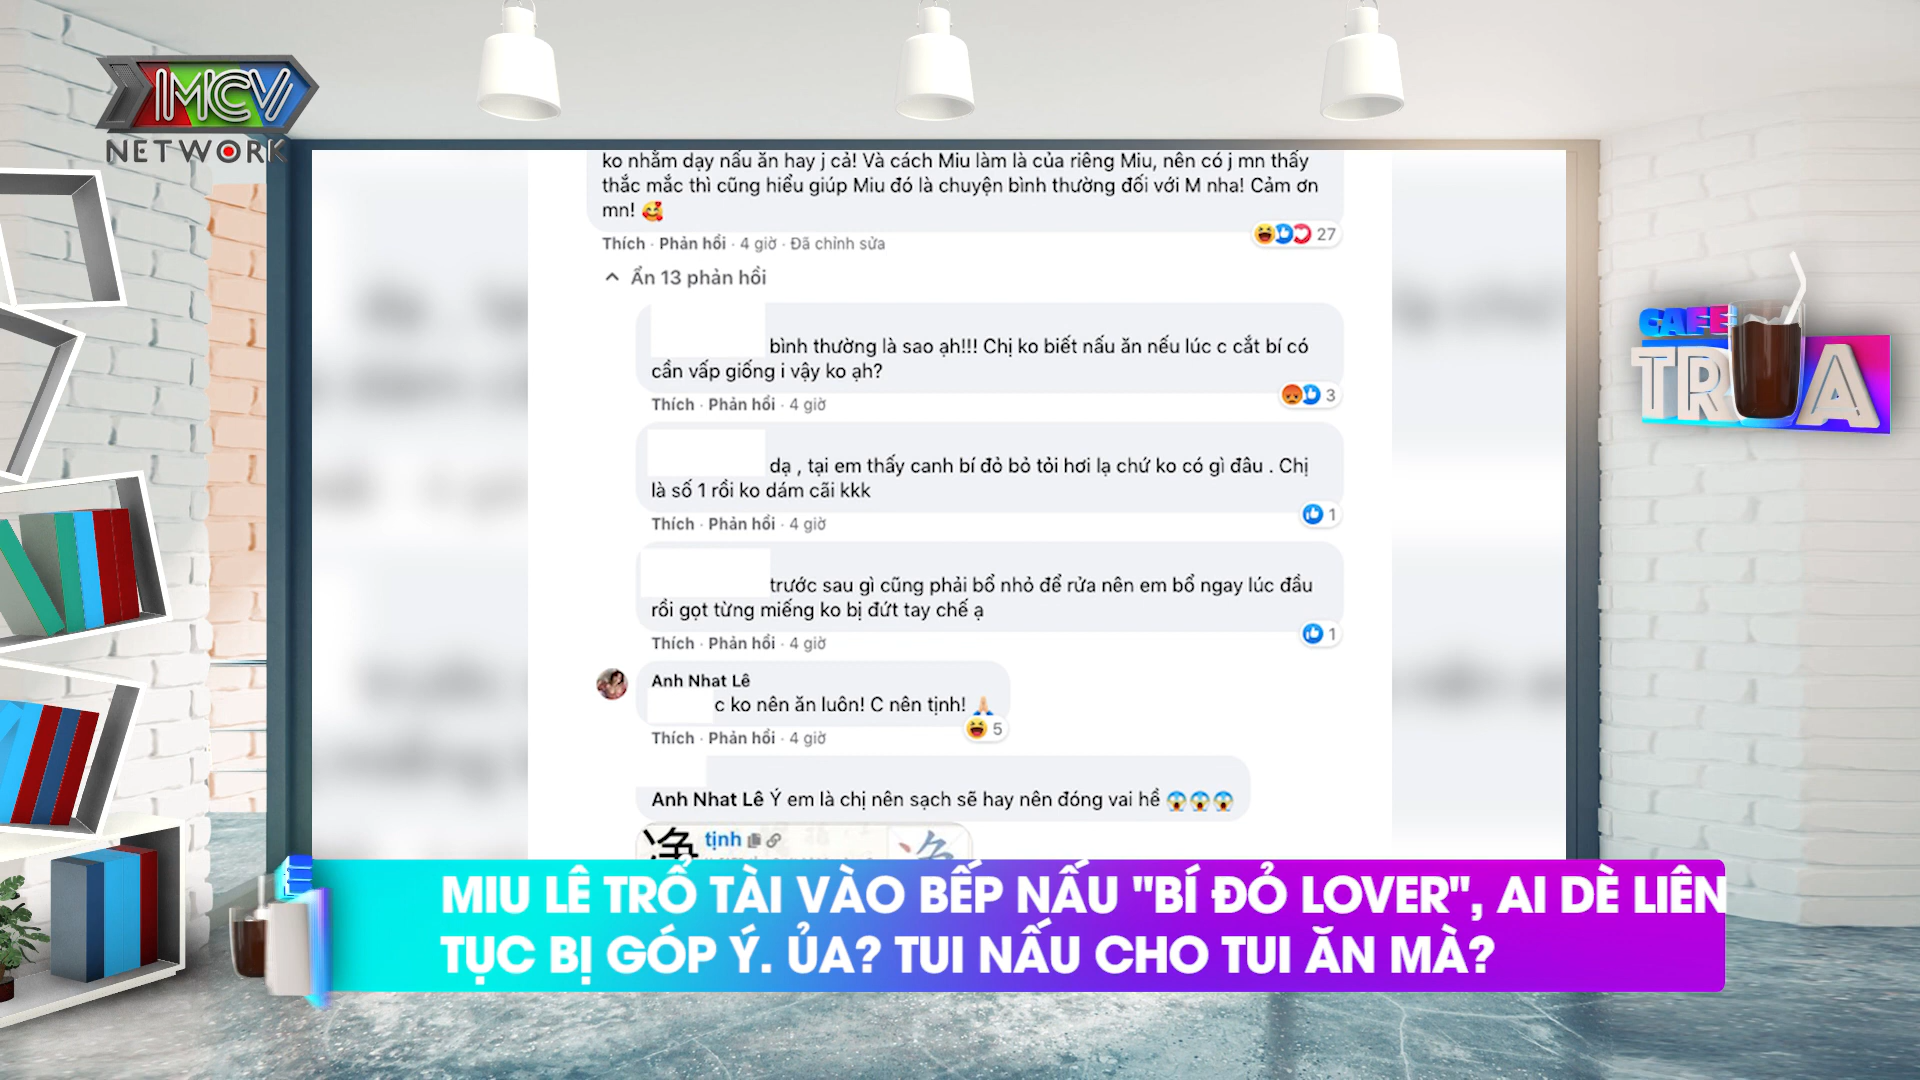 MCV
NETWORK
ko nhằm dạy nấu ăn hay j cả! Và cách Miu làm là của riêng Miu, nên có j mn thấy
thắc mắc thì cũng hiểu giúp Miu đó là chuyện bình thường đối với M nha! Cảm ơn
mn! 🥰
Thích · Phản hồi · 4 giờ · Đã chỉnh sửa
27
Ẩn 13 phản hồi
bình thường là sao ạh!!! Chị ko biết nấu ăn nếu lúc c cắt bí có
cần vấp giống i vậy ko ạh?
3
Thích · Phản hồi · 4 giờ
dạ , tại em thấy canh bí đỏ bỏ tỏi hơi lạ chứ ko có gì đâu . Chị
là số 1 rồi ko dám cãi kkk
1
Thích · Phản hồi · 4 giờ
trước sau gì cũng phải bổ nhỏ để rửa nên em bổ ngay lúc đầu
rồi gọt từng miếng ko bị đứt tay chế ạ
1
Thích · Phản hồi · 4 giờ
Anh Nhat Lê
c ko nên ăn luôn! C nên tịnh! 🙏🏻
5
Thích · Phản hồi · 4 giờ
Anh Nhat Lê Ý em là chị nên sạch sẽ hay nên đóng vai hề 😱😱😱
tịnh
CAFE
TRƯA
MIU LÊ TRỔ TÀI VÀO BẾP NẤU "BÍ ĐỎ LOVER", AI DÈ LIÊN
TỤC BỊ GÓP Ý. ỦA? TUI NẤU CHO TUI ĂN MÀ?